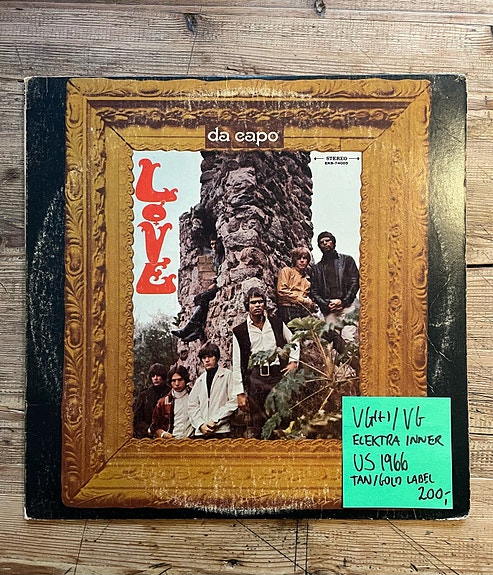 da capo
STEREO
EKS-74005
LOVE
VG(+)/VG
ELEKTRA INNER
US 1966
TAN/GOLD LABEL
200,-